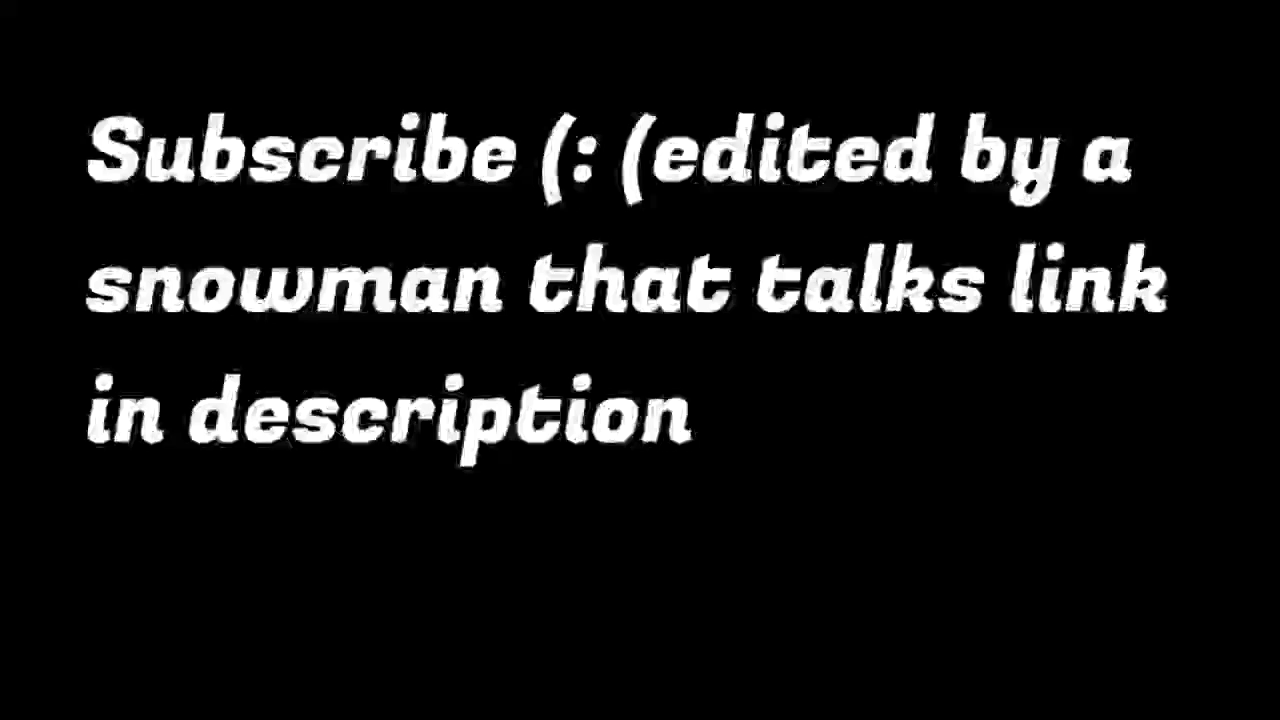 Subscribe (: (edited by a
snowman that talks link
in description